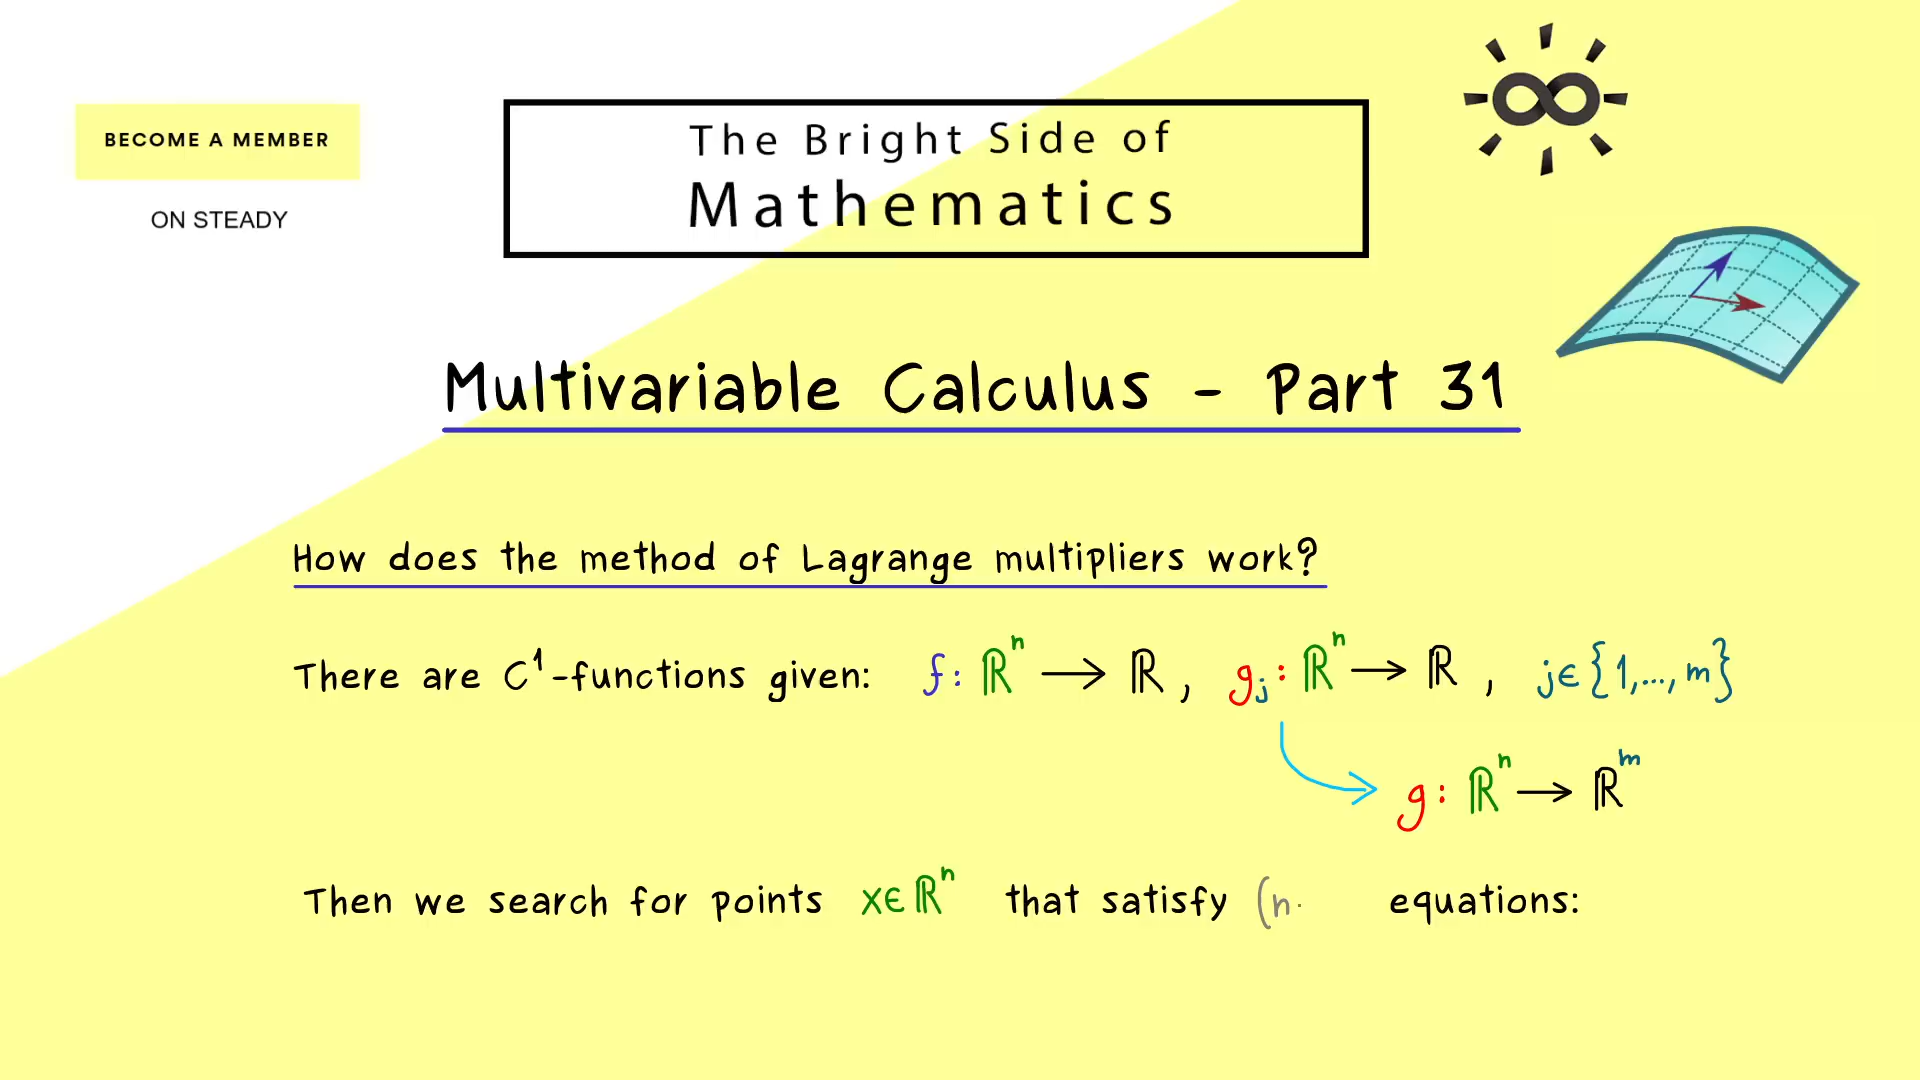 BECOME A MEMBER
ON STEADY
The Bright Side of
Mathematics
Multivariable Calculus - Part 31
How does the method of Lagrange multipliers work?
There are C¹-functions given: f: ℝⁿ ⟶ ℝ, gⱼ: ℝⁿ ⟶ ℝ, j∈{1,...,m}
g: ℝⁿ ⟶ ℝᵐ
Then we search for points x∈ℝⁿ that satisfy (n equations: